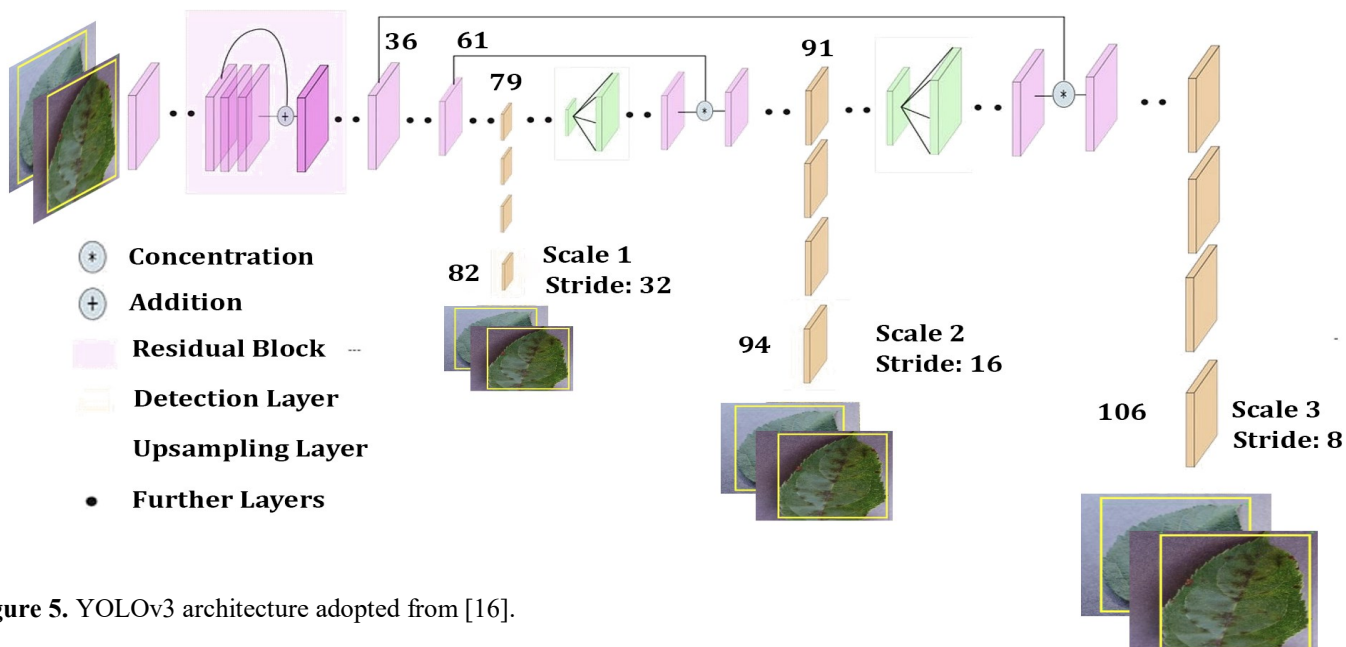 36
61
79
91
+
*
*
* Concentration
+ Addition
Residual Block ---
Detection Layer
Upsampling Layer
Further Layers
82
Scale 1
Stride: 32
94
Scale 2
Stride: 16
106
Scale 3
Stride: 8
gure 5. YOLOv3 architecture adopted from [16].